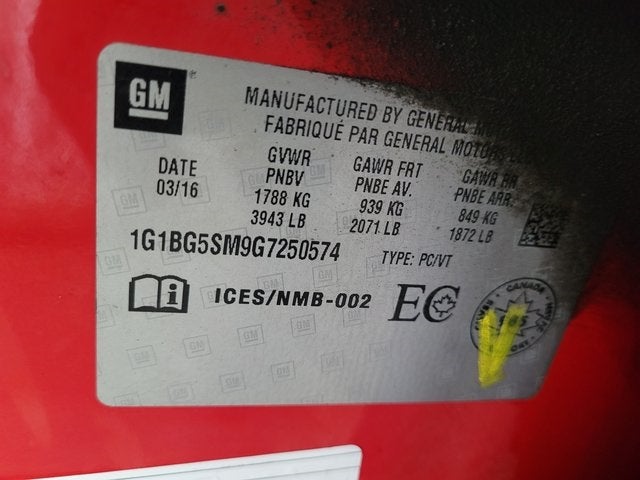 GM
MANUFACTURED BY GENERAL
FABRIQUÉ PAR GENERAL MOTORS
DATE
03/16
GVWR
PNBV
1788 KG
3943 LB
GAWR FRT
PNBE AV.
939 KG
2071 LB
GAWR RR
PNBE ARR.
849 KG
1872 LB
1G1BG5SM9G7250574
TYPE: PC/VT
i
ICES/NMB-002
EC
CANADA